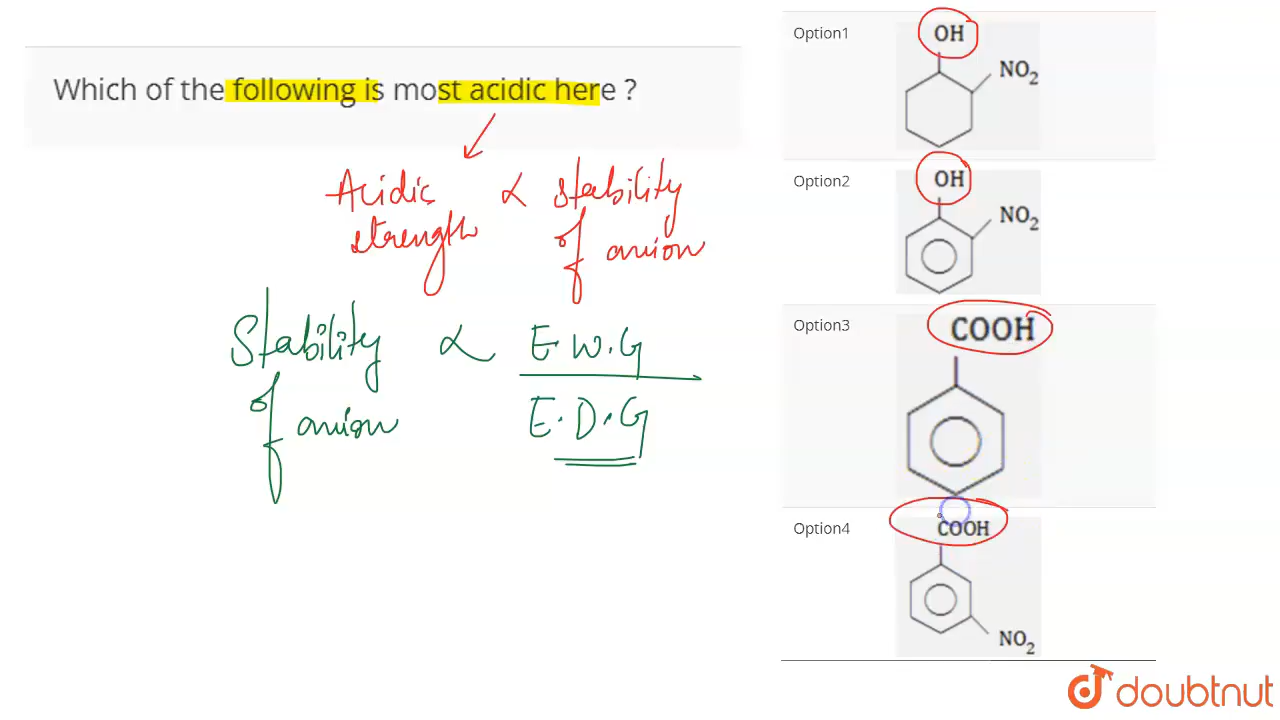 Which of the following is most acidic here ?
Acidic ∝ stability
strength of anion
Stability ∝ E.W.G
of anion E.D.G
Option1
OH
NO2
Option2
OH
NO2
Option3
COOH
Option4
COOH
NO2
doubtnut